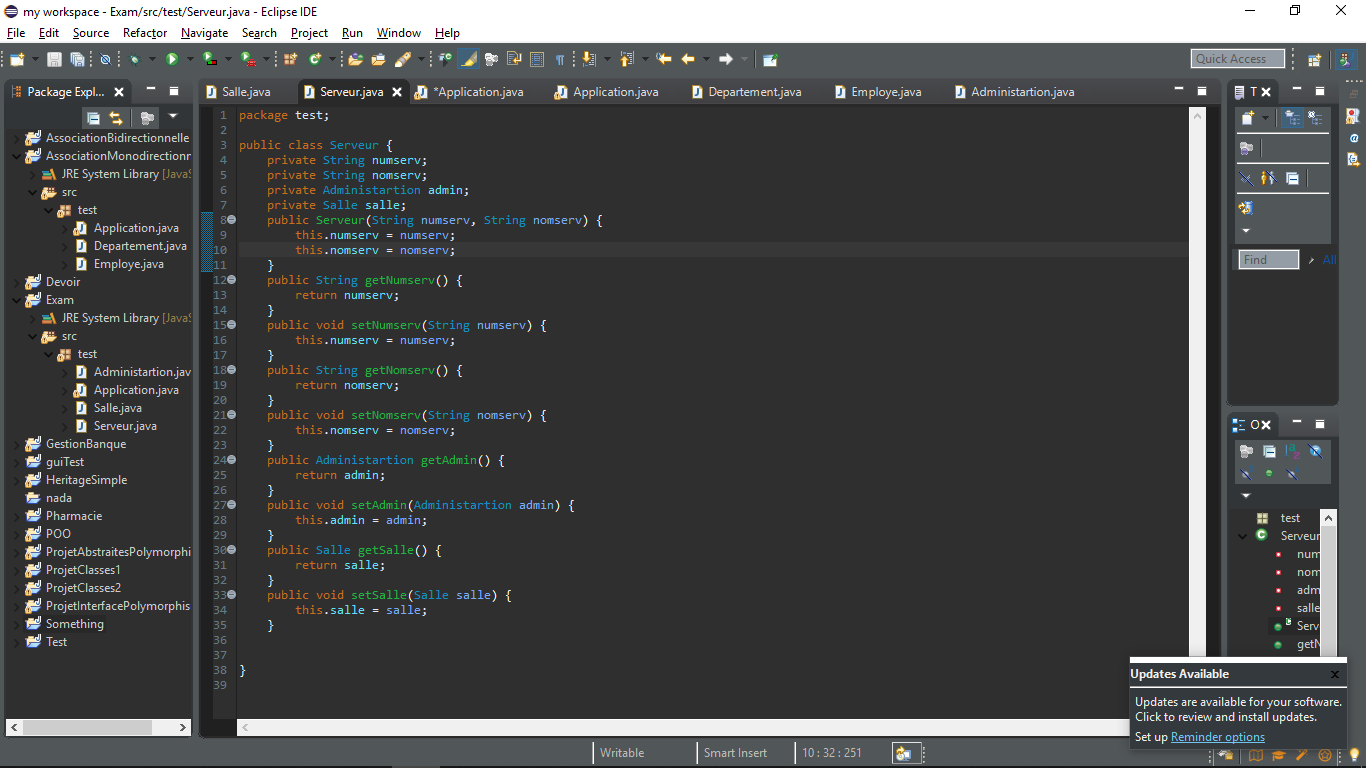 my workspace - Exam/src/test/Serveur.java - Eclipse IDE
File Edit Source Refactor Navigate Search Project Run Window Help
Quick Access
Package Expl...
Salle.java
Serveur.java
*Application.java
Application.java
Departement.java
Employe.java
Administartion.java
T
AssociationBidirectionnelle
AssociationMonodirectionr
JRE System Library [JavaS
src
test
Application.java
Departement.java
Employe.java
Devoir
Exam
JRE System Library [JavaS
src
test
Administartion.jav
Application.java
Salle.java
Serveur.java
GestionBanque
guiTest
HeritageSimple
nada
Pharmacie
POO
ProjetAbstraitesPolymorphi
ProjetClasses1
ProjetClasses2
ProjetInterfacePolymorphis
Something
Test
1 package test;
2
3 public class Serveur {
4 private String numserv;
5 private String nomserv;
6 private Administartion admin;
7 private Salle salle;
8 public Serveur(String numserv, String nomserv) {
9 this.numserv = numserv;
10 this.nomserv = nomserv;
11 }
12 public String getNumserv() {
13 return numserv;
14 }
15 public void setNumserv(String numserv) {
16 this.numserv = numserv;
17 }
18 public String getNomserv() {
19 return nomserv;
20 }
21 public void setNomserv(String nomserv) {
22 this.nomserv = nomserv;
23 }
24 public Administartion getAdmin() {
25 return admin;
26 }
27 public void setAdmin(Administartion admin) {
28 this.admin = admin;
29 }
30 public Salle getSalle() {
31 return salle;
32 }
33 public void setSalle(Salle salle) {
34 this.salle = salle;
35 }
36
37
38 }
39
Find
All
O
test
Serveur
num
nom
adm
salle
Serv
getN
Updates Available
Updates are available for your software.
Click to review and install updates.
Set up Reminder options
Writable
Smart Insert
10 : 32 : 251